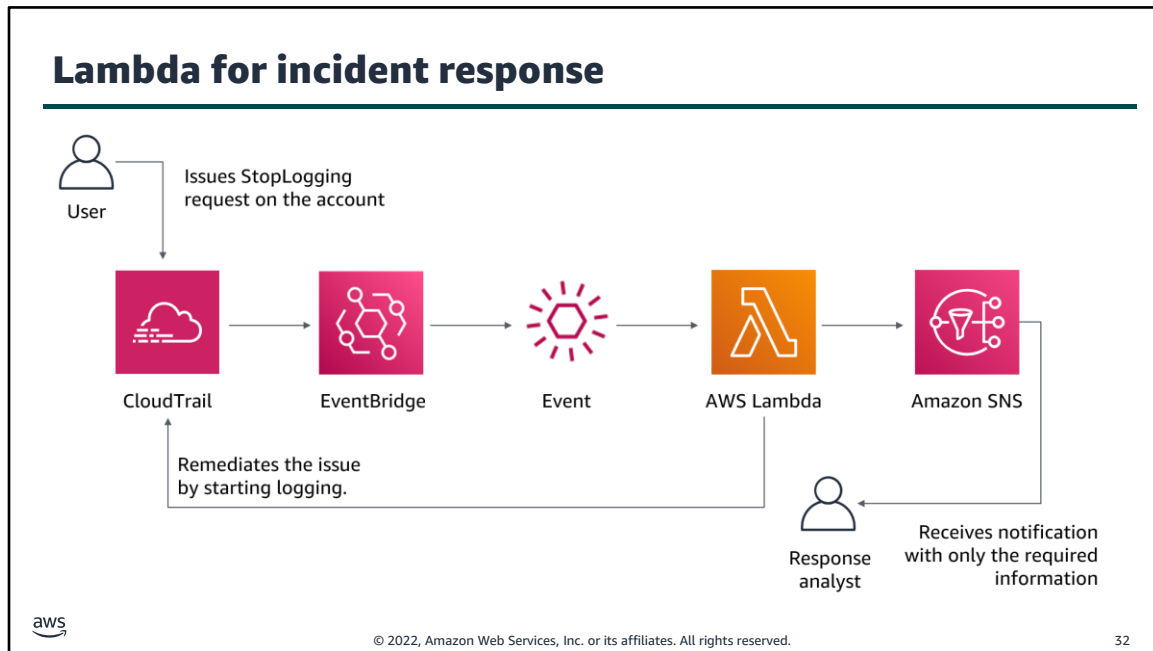 Lambda for incident response
User
Issues StopLogging
request on the account
CloudTrail
EventBridge
Event
AWS Lambda
Amazon SNS
Remediates the issue
by starting logging.
Response
analyst
Receives notification
with only the required
information
aws
© 2022, Amazon Web Services, Inc. or its affiliates. All rights reserved.
32